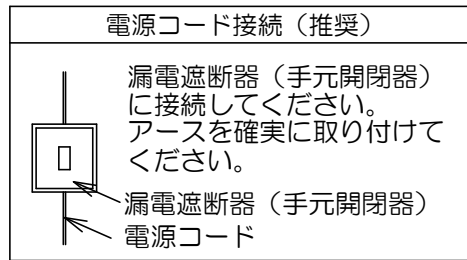 電源コード接続（推奨）
漏電遮断器（手元開閉器）
に接続してください。
アースを確実に取り付けて
ください。
漏電遮断器（手元開閉器）
電源コード